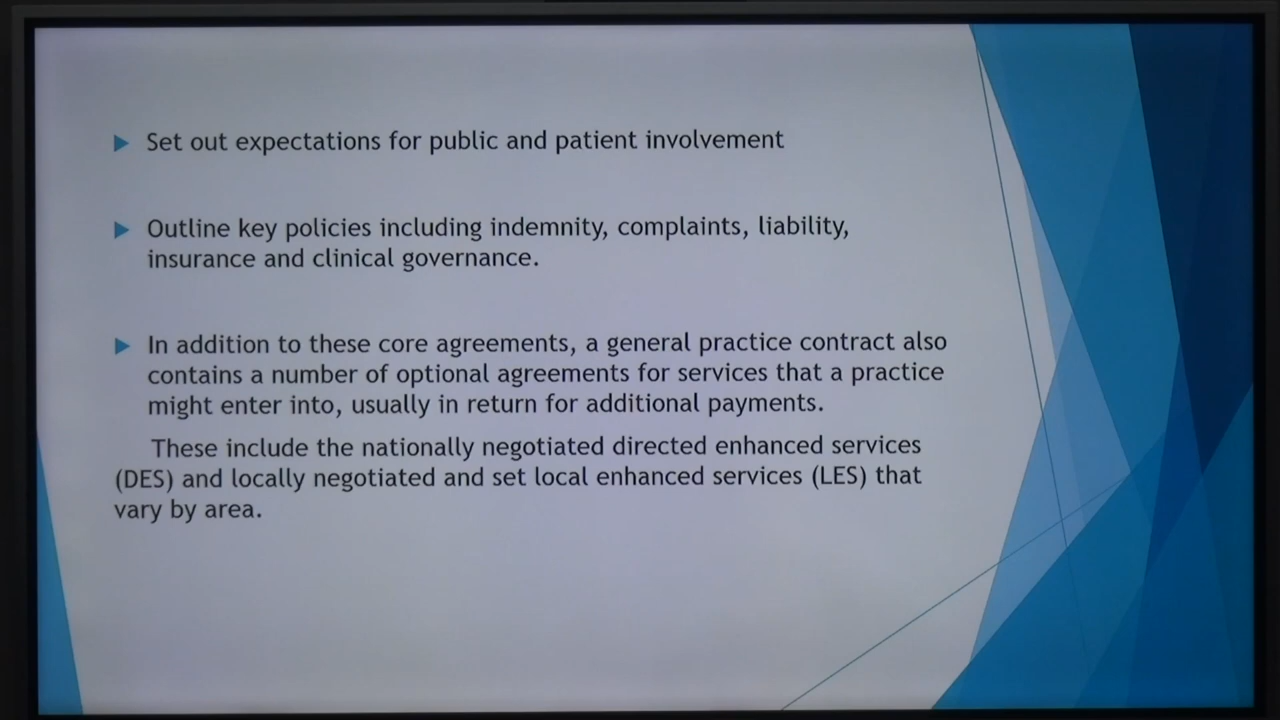 Set out expectations for public and patient involvement
Outline key policies including indemnity, complaints, liability,
insurance and clinical governance.
In addition to these core agreements, a general practice contract also
contains a number of optional agreements for services that a practice
might enter into, usually in return for additional payments.
These include the nationally negotiated directed enhanced services
(DES) and locally negotiated and set local enhanced services (LES) that
vary by area.